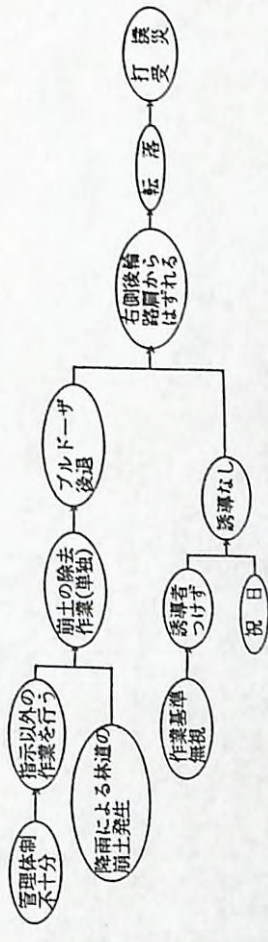 管理体制
不十分
指示以外の
作業を行う
降雨による林道の
崩土発生
崩土の除去
作業(単独)
ブルドーザ
後退
作業基準
無視
誘導者
つけず
祝日
誘導なし
右側後輪
路肩から
はずれる
転落
打撲
受災